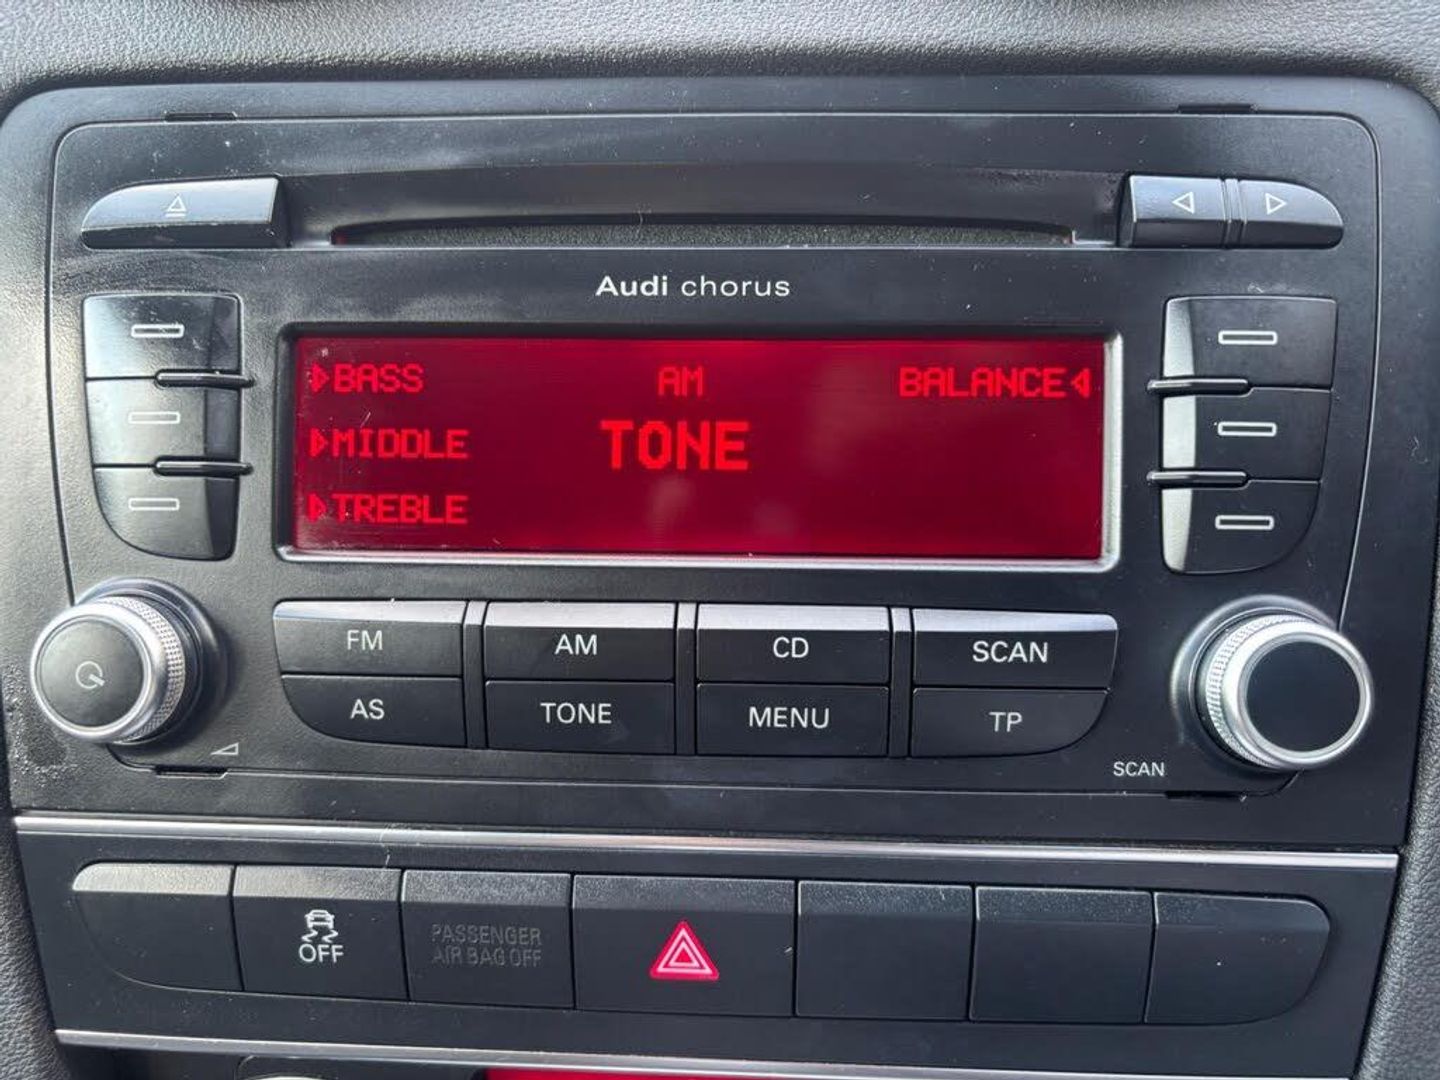 Audi chorus
BASS AM BALANCE
MIDDLE TONE
TREBLE
FM AM CD SCAN
AS TONE MENU TP
SCAN
OFF
PASSENGER
AIR BAG OFF